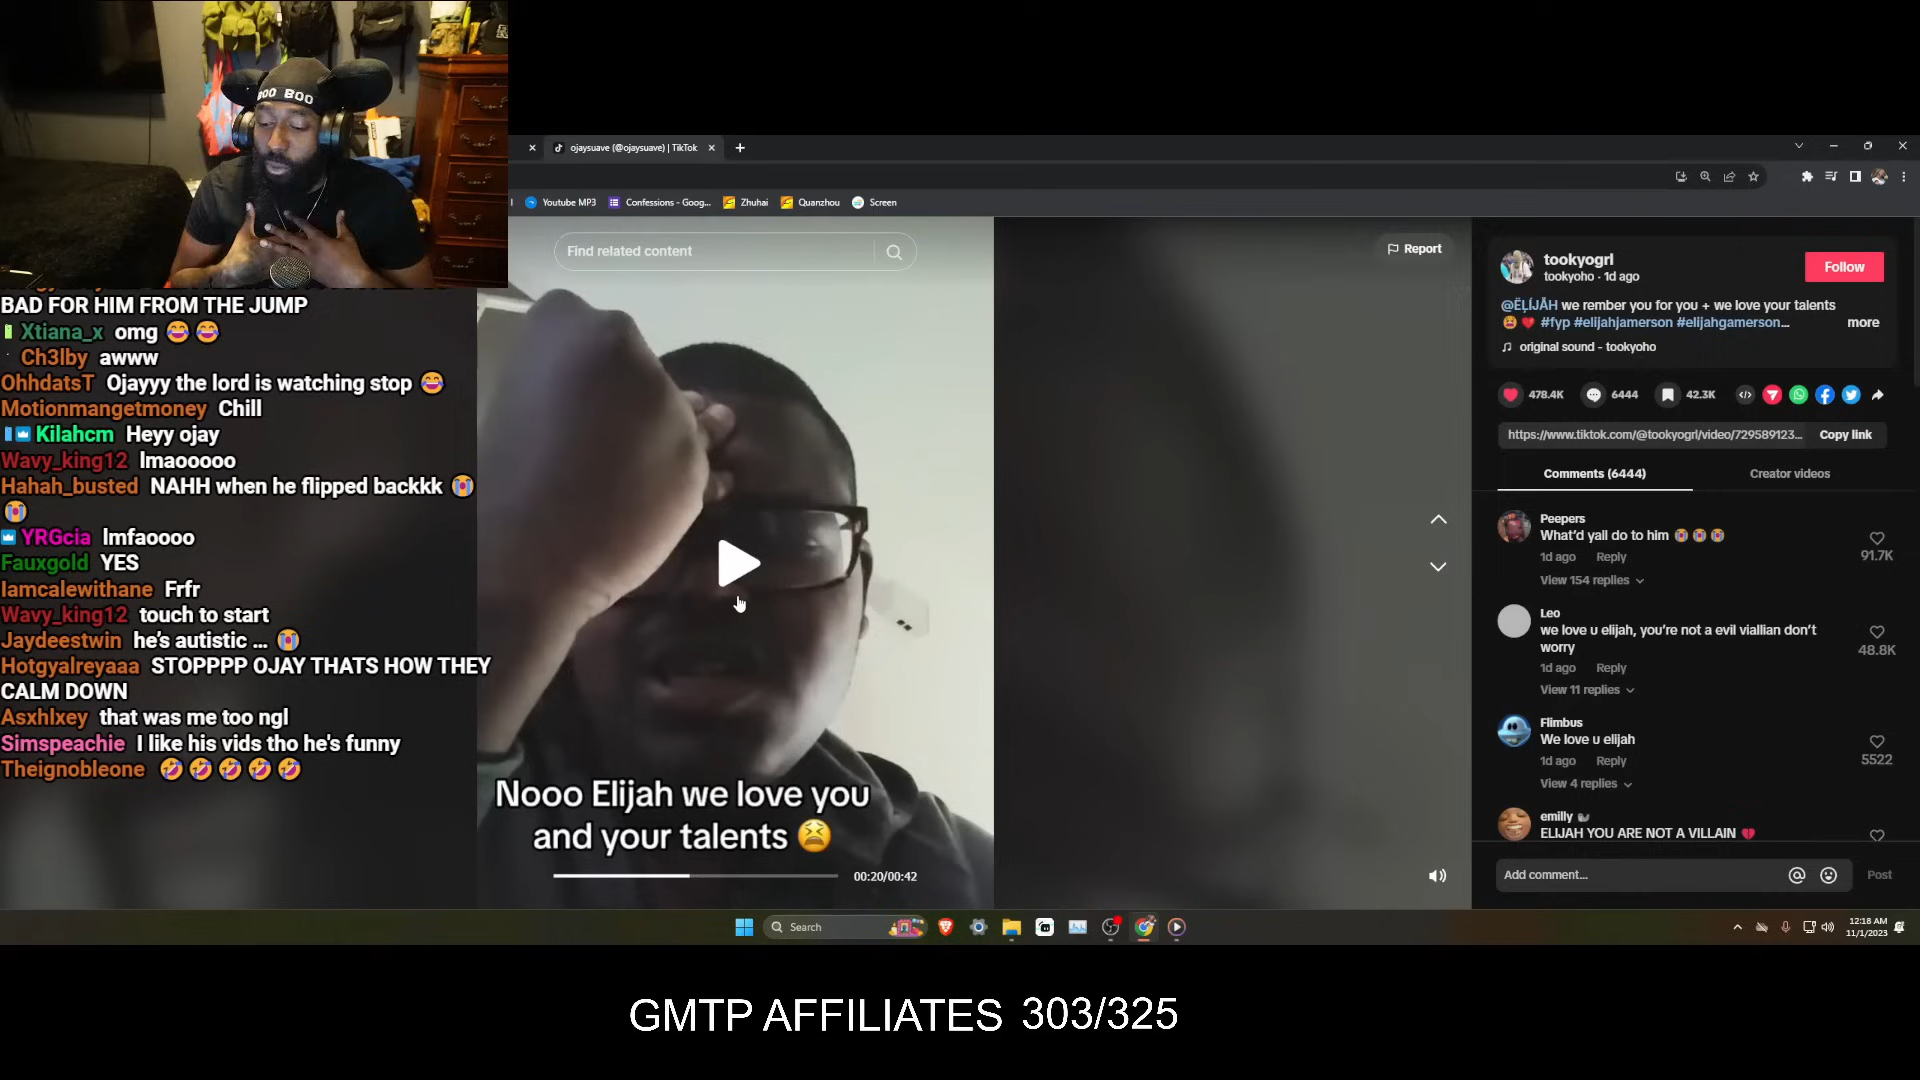 BOO BOO
BAD FOR HIM FROM THE JUMP
Xtiana_x omg 😂 😂
Ch3lby awww
OhhdatsT Ojayyy the lord is watching stop 😂
Motionmangetmoney Chill
Kilahcm Heyy ojay
Wavy_king12 lmaooooo
Hahah_busted NAHH when he flipped backkk 😭
😭
YRGcia lmfaoooo
Fauxgold YES
Iamcalewithane Frfr
Wavy_king12 touch to start
Jaydeestwin he's autistic ... 😭
Hotgyalreyaaa STOPPPP OJAY THATS HOW THEY
CALM DOWN
Asxhlxey that was me too ngl
Simspeachie I like his vids tho he's funny
Theignobleone 🤣 🤣 🤣 🤣 🤣
ojaysuave (@ojaysuave) | TikTok
Youtube MP3
Confessions - Goog...
Zhuhai
Quanzhou
Screen
Find related content
Report
Nooo Elijah we love you
and your talents 😫
00:20/00:42
tookyogrl
tookyoho · 1d ago
Follow
@ËĻÍJÅH we rember you for you + we love your talents
😫 💔 #fyp #elijahjamerson #elijahgamerson... more
original sound - tookyoho
478.4K
6444
42.3K
https://www.tiktok.com/@tookyogrl/video/729589123... Copy link
Comments (6444)
Creator videos
Peepers
What'd yall do to him 😭 😭 😭
1d ago Reply
91.7K
View 154 replies
Leo
we love u elijah, you're not a evil viallian don't
worry
48.8K
1d ago Reply
View 11 replies
Flimbus
We love u elijah
5522
1d ago Reply
View 4 replies
emilly
ELIJAH YOU ARE NOT A VILLAIN 💔
Add comment...
Post
Search
12:18 AM
11/1/2023
GMTP AFFILIATES 303/325